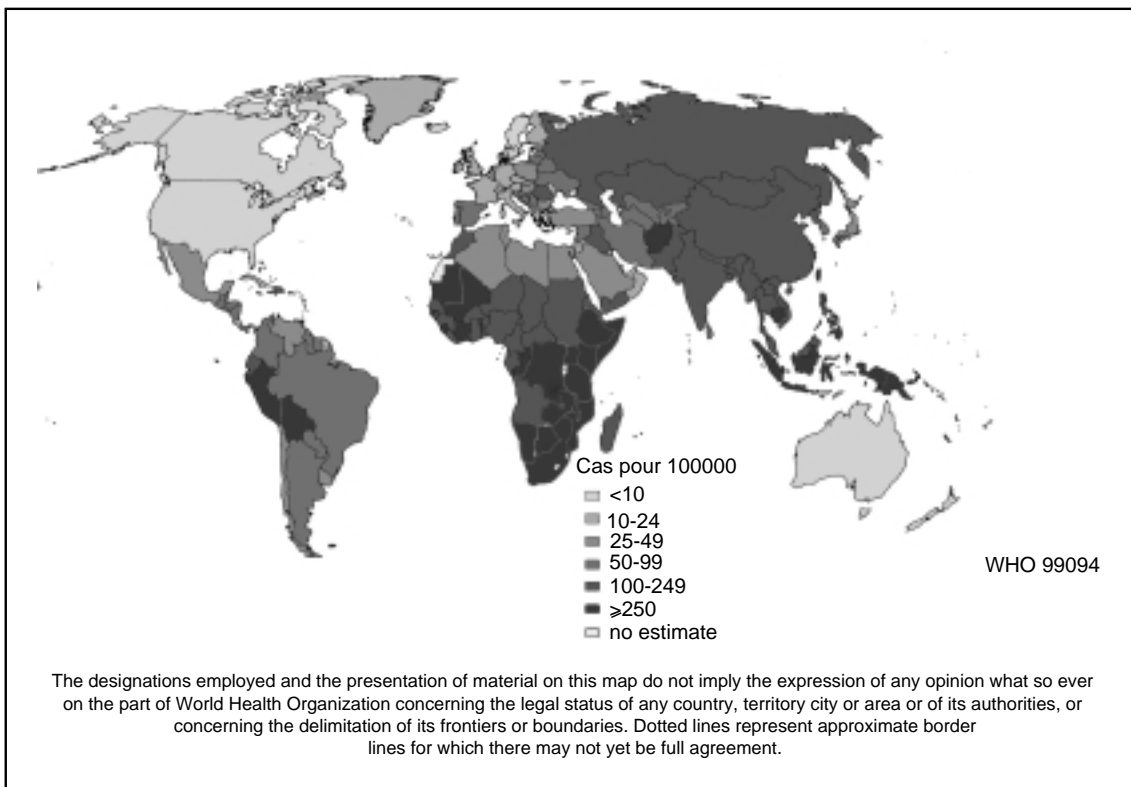 Cas pour 100000
<10
10-24
25-49
50-99
100-249
⩾250
no estimate
WHO 99094
The designations employed and the presentation of material on this map do not imply the expression of any opinion what so ever
on the part of World Health Organization concerning the legal status of any country, territory city or area or of its authorities, or
concerning the delimitation of its frontiers or boundaries. Dotted lines represent approximate border
lines for which there may not yet be full agreement.